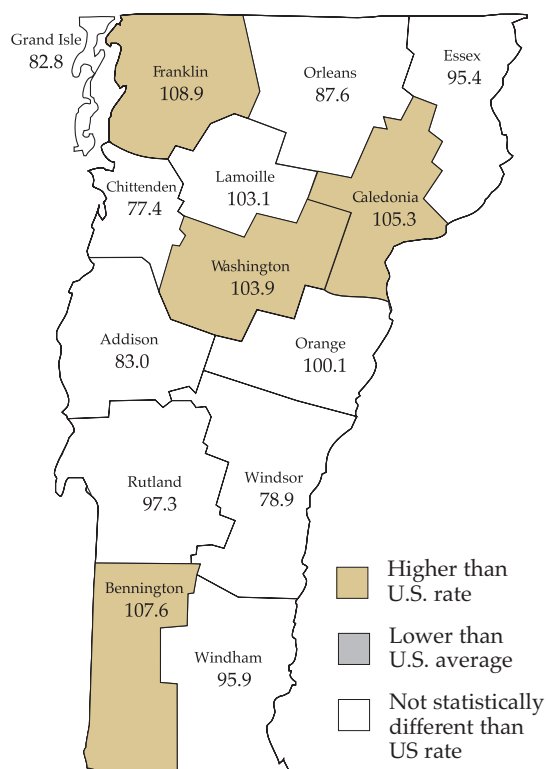 Grand Isle
82.8
Franklin
108.9
Orleans
87.6
Essex
95.4
Chittenden
77.4
Lamoille
103.1
Caledonia
105.3
Washington
103.9
Addison
83.0
Orange
100.1
Rutland
97.3
Windsor
78.9
Bennington
107.6
Windham
95.9
Higher than
U.S. rate
Lower than
U.S. average
Not statistically
different than
US rate